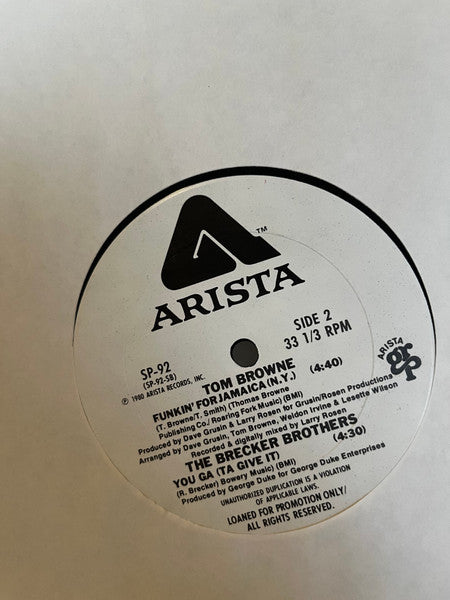 ™
ARISTA
SIDE 2
33 1/3 RPM
SP-92
(SP-92-SB)
℗ 1980 ARISTA RECORDS, INC.
ARISTA
grp
TOM BROWNE
FUNKIN' FOR JAMAICA (N.Y.) (4:40)
(T. Browne/T. Smith) (Thomas Browne
Publishing Co./Roaring Fork Music) (BMI)
Produced by Dave Grusin & Larry Rosen for Grusin/Rosen Productions
Arranged by Dave Grusin, Tom Browne, Weldon Irvine & Lesette Wilson
Recorded & digitally mixed by Larry Rosen
THE BRECKER BROTHERS
YOU GA (TA GIVE IT) (4:30)
(R. Brecker) Bowery Music) (BMI)
Produced by George Duke for George Duke Enterprises
UNAUTHORIZED DUPLICATION IS A VIOLATION
OF APPLICABLE LAWS.
LOANED FOR PROMOTION ONLY/
ALL RIGHTS RESERVED.